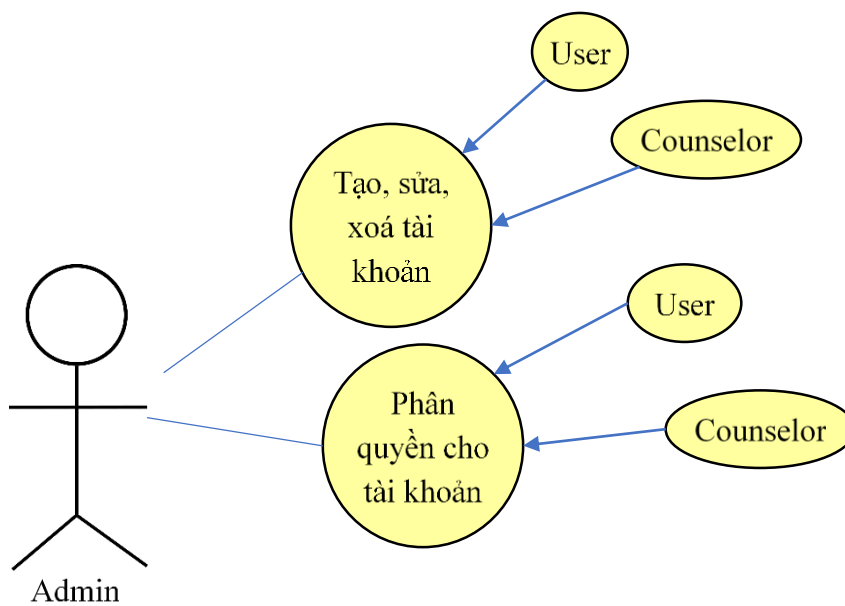 User
Counselor
Tạo, sửa,
xoá tài
khoản
User
Counselor
Phân
quyền cho
tài khoản
Admin